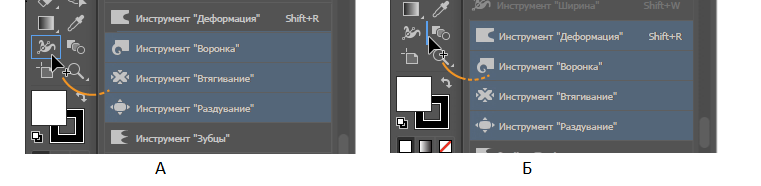 Инструмент "Деформация" Shift+R
Инструмент "Воронка"
Инструмент "Втягивание"
Инструмент "Раздувание"
Инструмент "Зубцы"
А
Инструмент "Ширина" Shift+W
Инструмент "Деформация" Shift+R
Инструмент "Воронка"
Инструмент "Втягивание"
Инструмент "Раздувание"
Б